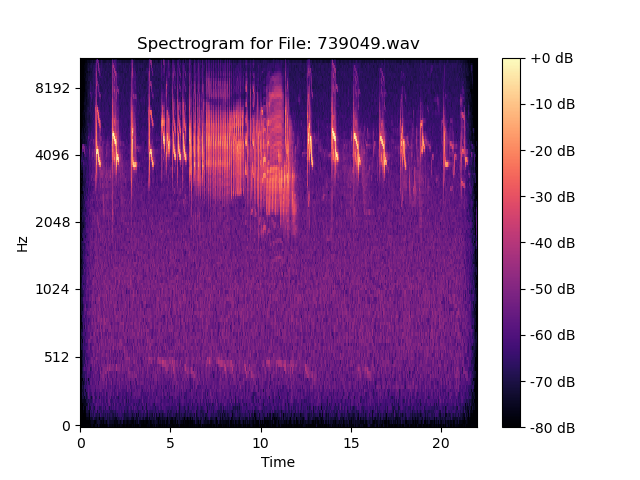 Spectrogram for File: 739049.wav
8192
4096
2048
1024
512
0
Hz
0 5 10 15 20
Time
+0 dB
-10 dB
-20 dB
-30 dB
-40 dB
-50 dB
-60 dB
-70 dB
-80 dB